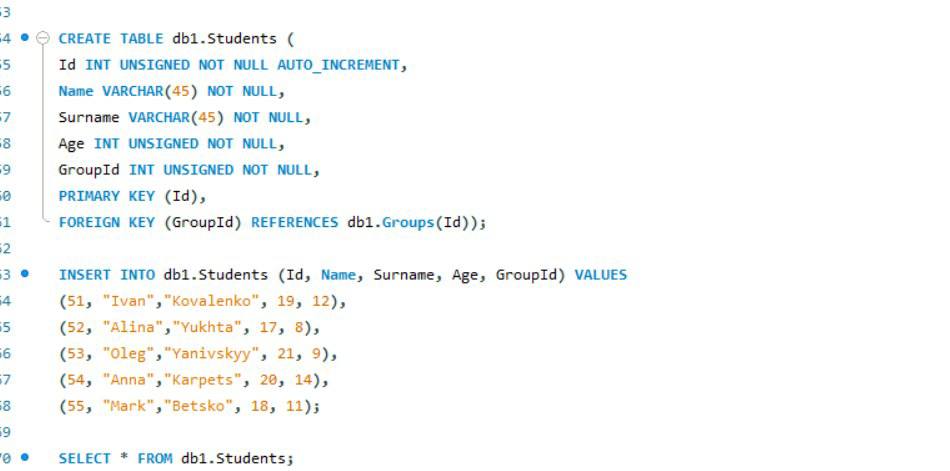 53
54 CREATE TABLE db1.Students (
55 Id INT UNSIGNED NOT NULL AUTO_INCREMENT,
56 Name VARCHAR(45) NOT NULL,
57 Surname VARCHAR(45) NOT NULL,
58 Age INT UNSIGNED NOT NULL,
59 GroupId INT UNSIGNED NOT NULL,
60 PRIMARY KEY (Id),
61 FOREIGN KEY (GroupId) REFERENCES db1.Groups(Id));
62
63 INSERT INTO db1.Students (Id, Name, Surname, Age, GroupId) VALUES
64 (51, "Ivan","Kovalenko", 19, 12),
65 (52, "Alina","Yukhta", 17, 8),
66 (53, "Oleg","Yanivskyy", 21, 9),
67 (54, "Anna","Karpets", 20, 14),
68 (55, "Mark","Betsko", 18, 11);
69
70 SELECT * FROM db1.Students;